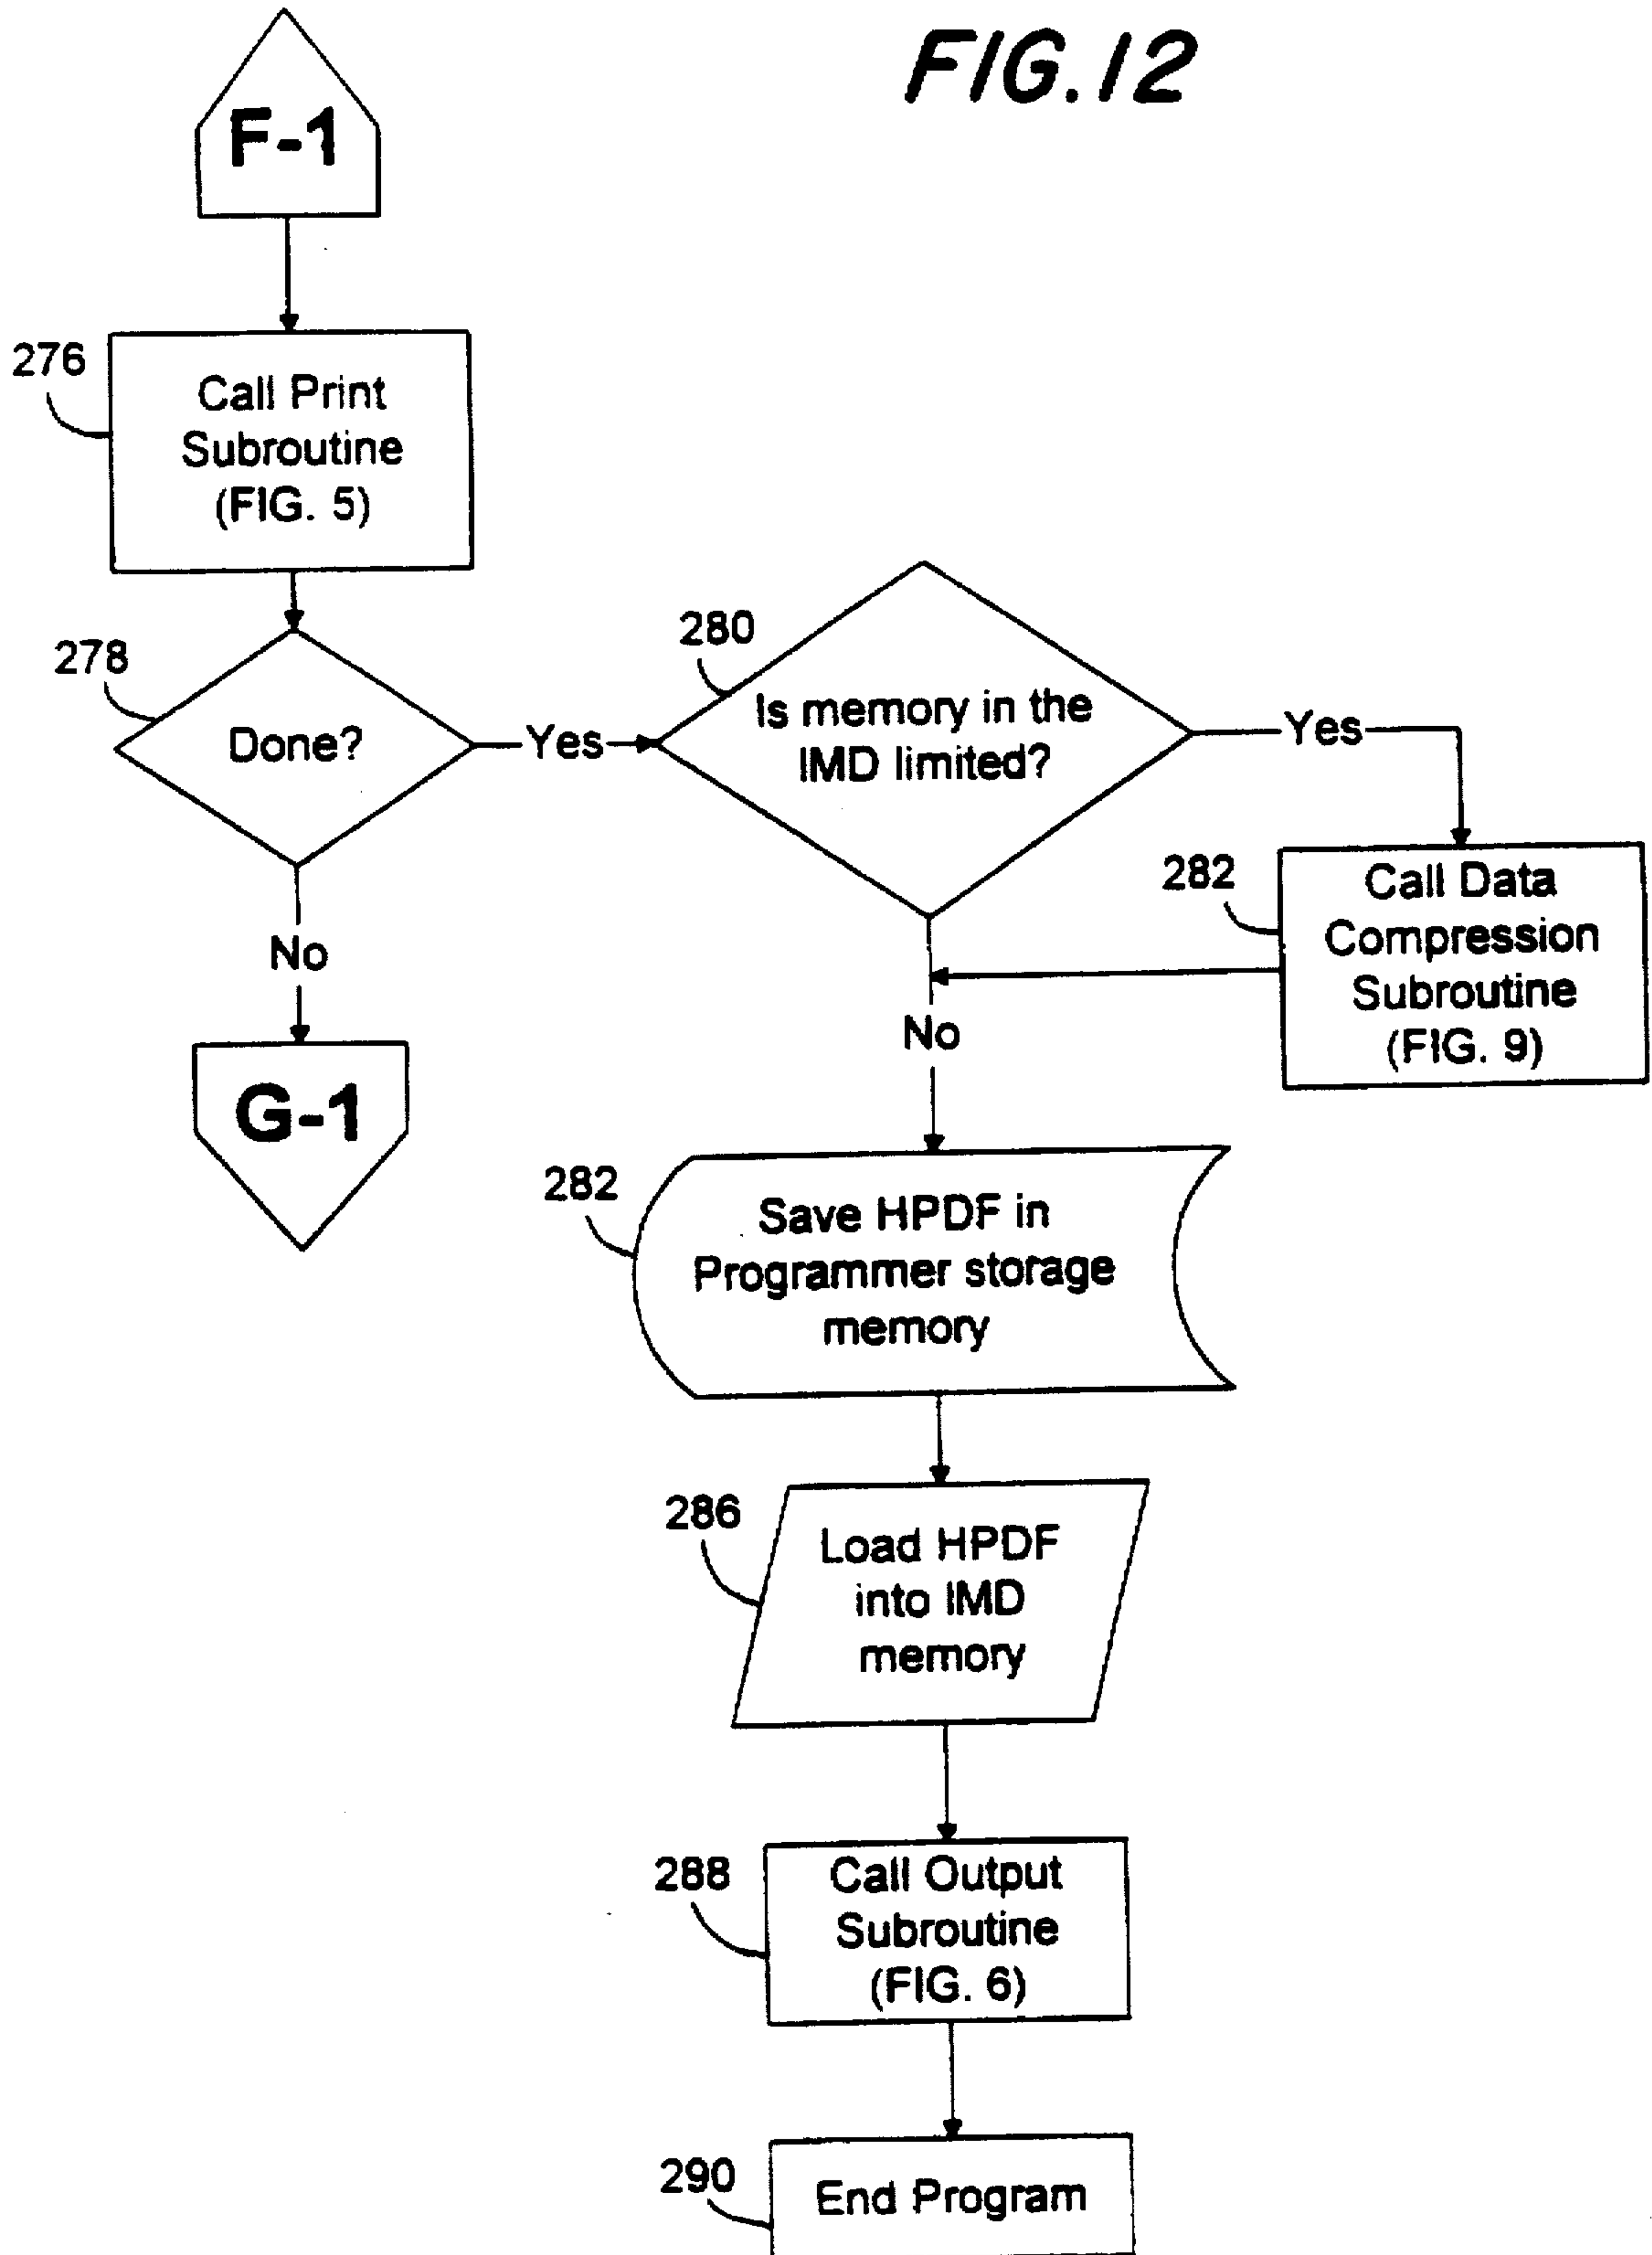 FIG.12
F-1
276
Call Print
Subroutine
(FIG. 5)
278
Done?
Yes
280
Is memory in the
IMD limited?
Yes
282
Call Data
Compression
Subroutine
(FIG. 9)
No
G-1
No
282
Save HPDF in
Programmer storage
memory
286
Load HPDF
into IMD
memory
288
Call Output
Subroutine
(FIG. 6)
290
End Program